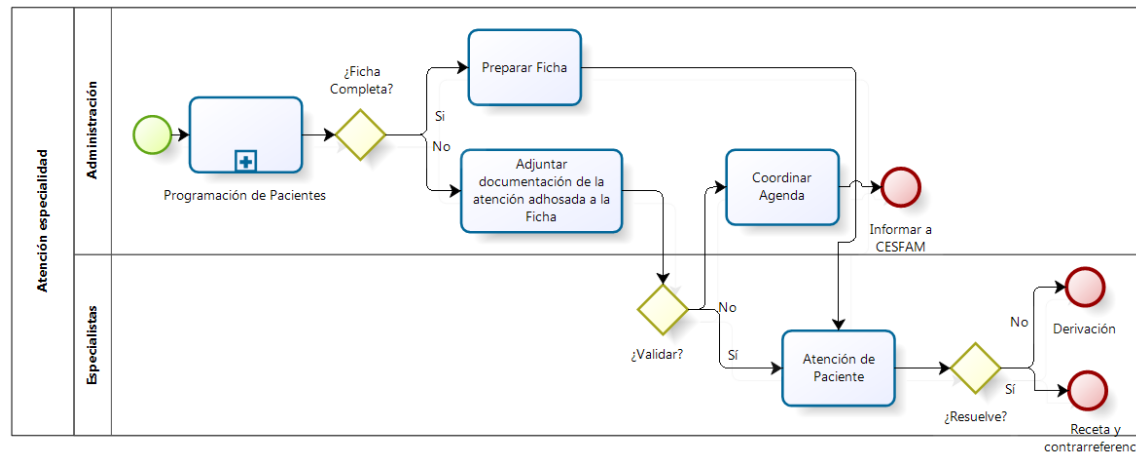 Atención especialidad
Administración
Programación de Pacientes
¿Ficha
Completa?
Si
No
Preparar Ficha
Adjuntar
documentación de la
atención adhosada a la
Ficha
Coordinar
Agenda
Informar a
CESFAM
Especialistas
¿Validar?
No
Sí
Atención de
Paciente
¿Resuelve?
No
Sí
Derivación
Receta y
contrarreferenc